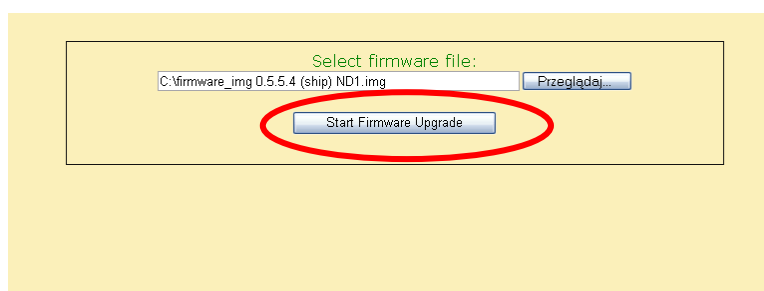 Select firmware file:
C:\firmware_img 0.5.5.4 (ship) ND1.img Przeglądaj...
Start Firmware Upgrade